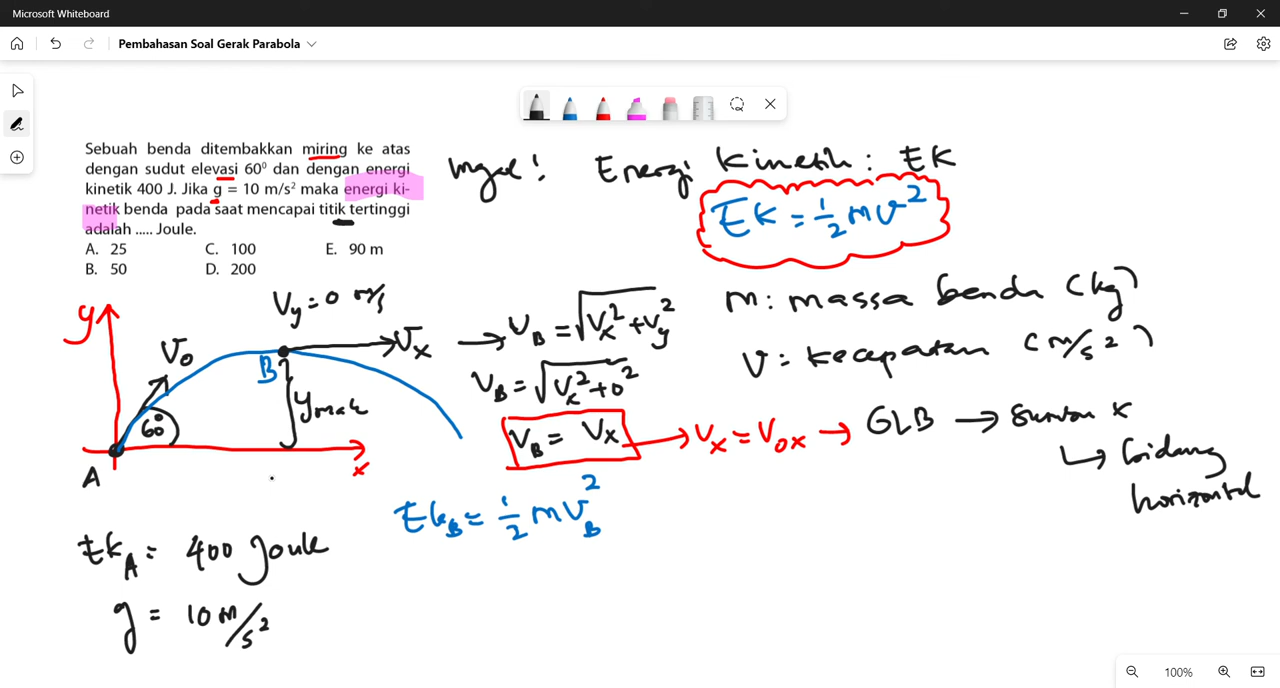 Microsoft Whiteboard
Pembahasan Soal Gerak Parabola
Sebuah benda ditembakkan miring ke atas
dengan sudut elevasi 60⁰ dan dengan energi
kinetik 400 J. Jika g = 10 m/s² maka energi ki-
netik benda pada saat mencapai titik tertinggi
adalah ..... Joule.
A. 25 C. 100 E. 90 m
B. 50 D. 200
Ingat! Energi Kinetik : EK
EK = ½ m v²
m : massa benda (kg)
v = kecepatan (m/s²)
y
Vy = 0 m/s
V₀
B
Vx → VB = √Vx² + Vy²
VB = √Vx² + 0²
VB = Vx → Vx = V₀x → GLB → Sumbu x
↳ bidang
horizontal
ymak
60°
A
x
EkB = ½ m VB²
EkA = 400 Joule
g = 10 m/s²
100%